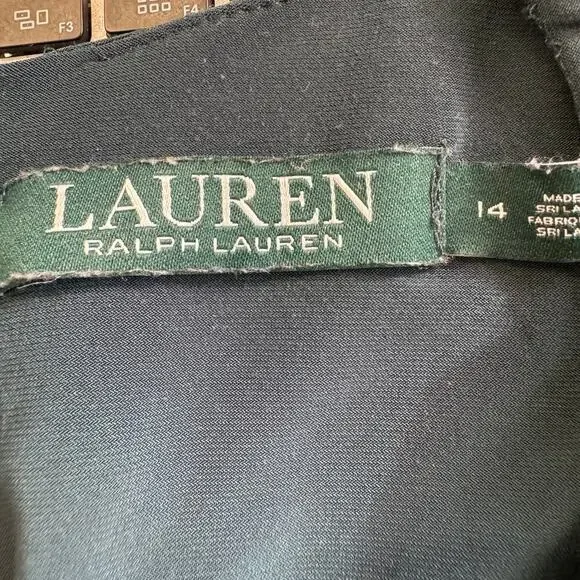 F3
F4
LAUREN
RALPH LAUREN
14
MADE
SRI LA
FABRIQ
SRI LA